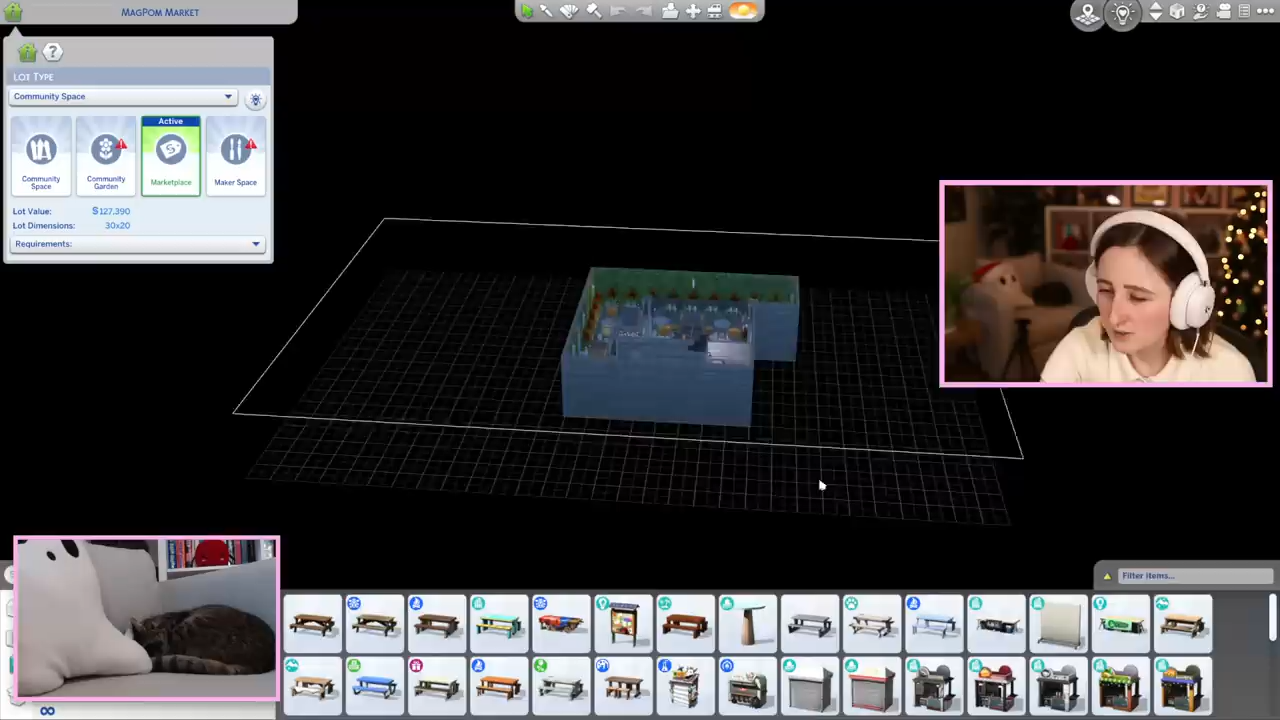 MagPom Market
?
Lot Type
Community Space
Active
Community
Space
Community
Garden
Marketplace
Maker Space
Lot Value: §127,390
Lot Dimensions: 30x20
Requirements:
Filter Items...